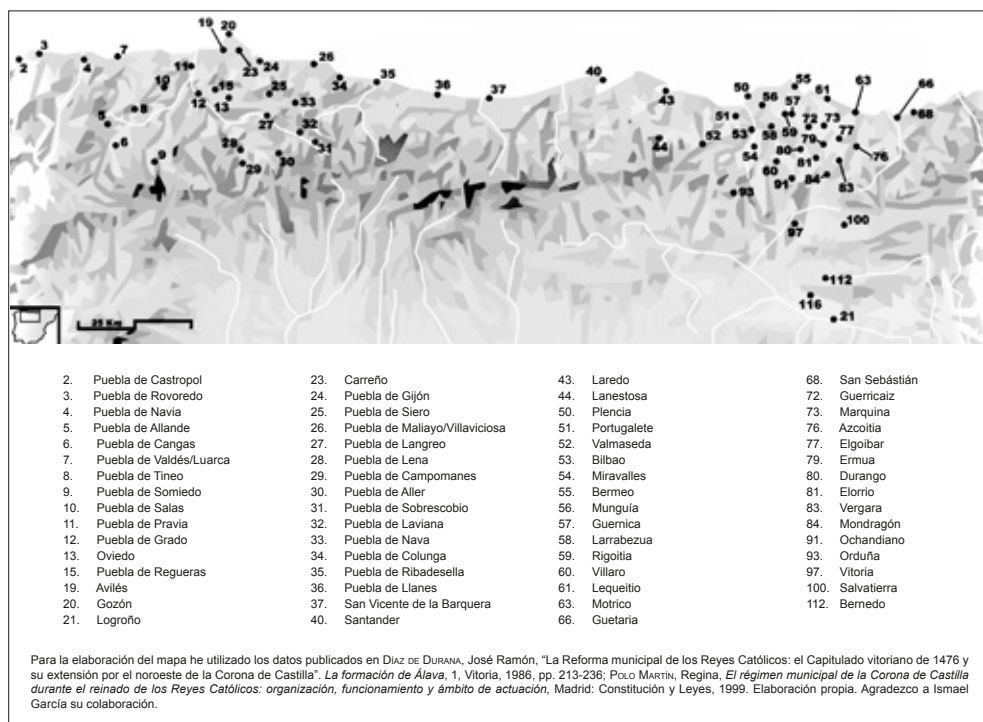 20
19
3
7
26
2
4
23
24
35
40
55
63
66
10
15
25
34
36
37
43
50
56
61
12
13
33
57
68
8
51
72
73
5
27
32
53
58
59
77
6
28
31
44
52
54
79
76
9
29
30
80
81
60
91
84
83
93
97
100
112
116
21
25 Km
2. Puebla de Castropol
3. Puebla de Rovoredo
4. Puebla de Navia
5. Puebla de Allande
6. Puebla de Cangas
7. Puebla de Valdés/Luarca
8. Puebla de Tineo
9. Puebla de Somiedo
10. Puebla de Salas
11. Puebla de Pravia
12. Puebla de Grado
13. Oviedo
15. Puebla de Regueras
19. Avilés
20. Gozón
21. Logroño
23. Carreño
24. Puebla de Gijón
25. Puebla de Siero
26. Puebla de Maliayo/Villaviciosa
27. Puebla de Langreo
28. Puebla de Lena
29. Puebla de Campomanes
30. Puebla de Aller
31. Puebla de Sobrescobio
32. Puebla de Laviana
33. Puebla de Nava
34. Puebla de Colunga
35. Puebla de Ribadesella
36. Puebla de Llanes
37. San Vicente de la Barquera
40. Santander
43. Laredo
44. Lanestosa
50. Plencia
51. Portugalete
52. Valmaseda
53. Bilbao
54. Miravalles
55. Bermeo
56. Munguía
57. Guernica
58. Larrabezua
59. Rigoitia
60. Villaro
61. Lequeitio
63. Motrico
66. Guetaria
68. San Sebástián
72. Guerricaiz
73. Marquina
76. Azcoitia
77. Elgoibar
79. Ermua
80. Durango
81. Elorrio
83. Vergara
84. Mondragón
91. Ochandiano
93. Orduña
97. Vitoria
100. Salvatierra
112. Bernedo
Para la elaboración del mapa he utilizado los datos publicados en Díaz de Durana, José Ramón, “La Reforma municipal de los Reyes Católicos: el Capitulado vitoriano de 1476 y
su extensión por el noroeste de la Corona de Castilla”. La formación de Álava, 1, Vitoria, 1986, pp. 213-236; Polo Martín, Regina, El régimen municipal de la Corona de Castilla
durante el reinado de los Reyes Católicos: organización, funcionamiento y ámbito de actuación, Madrid: Constitución y Leyes, 1999. Elaboración propia. Agradezco a Ismael
García su colaboración.